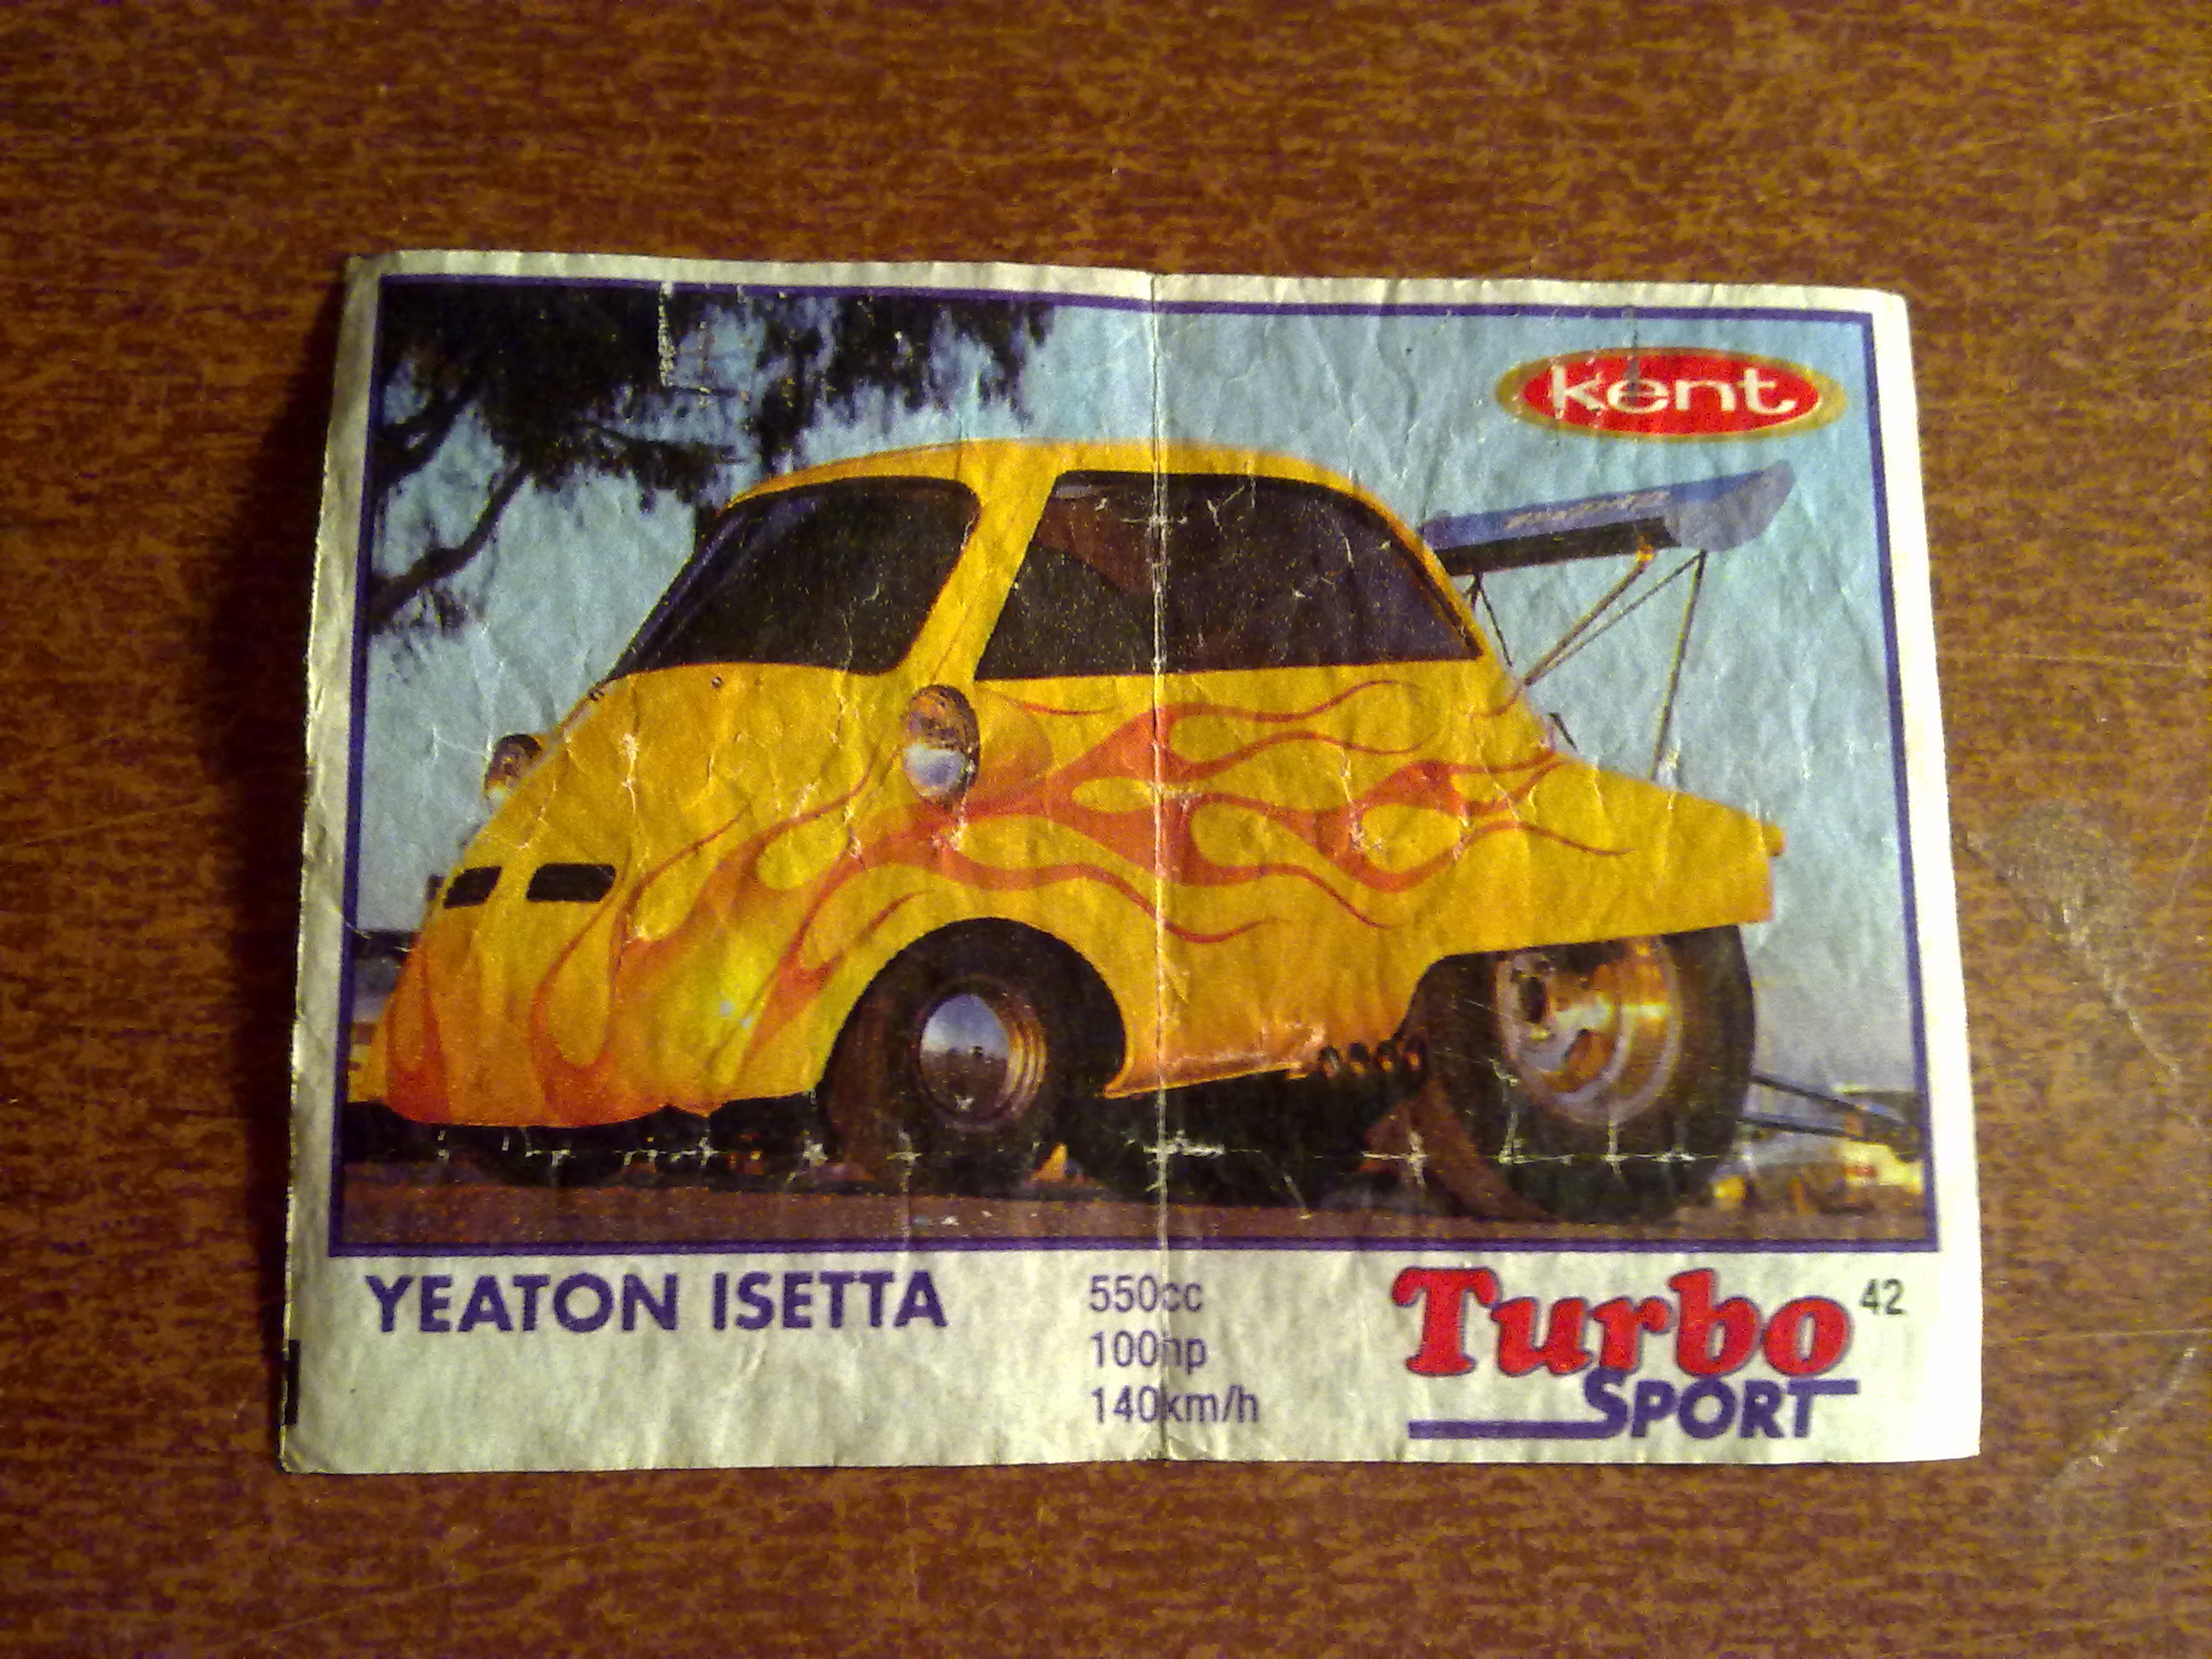 kent
YEATON ISETTA
550cc
100hp
140km/h
Turbo
SPORT
42